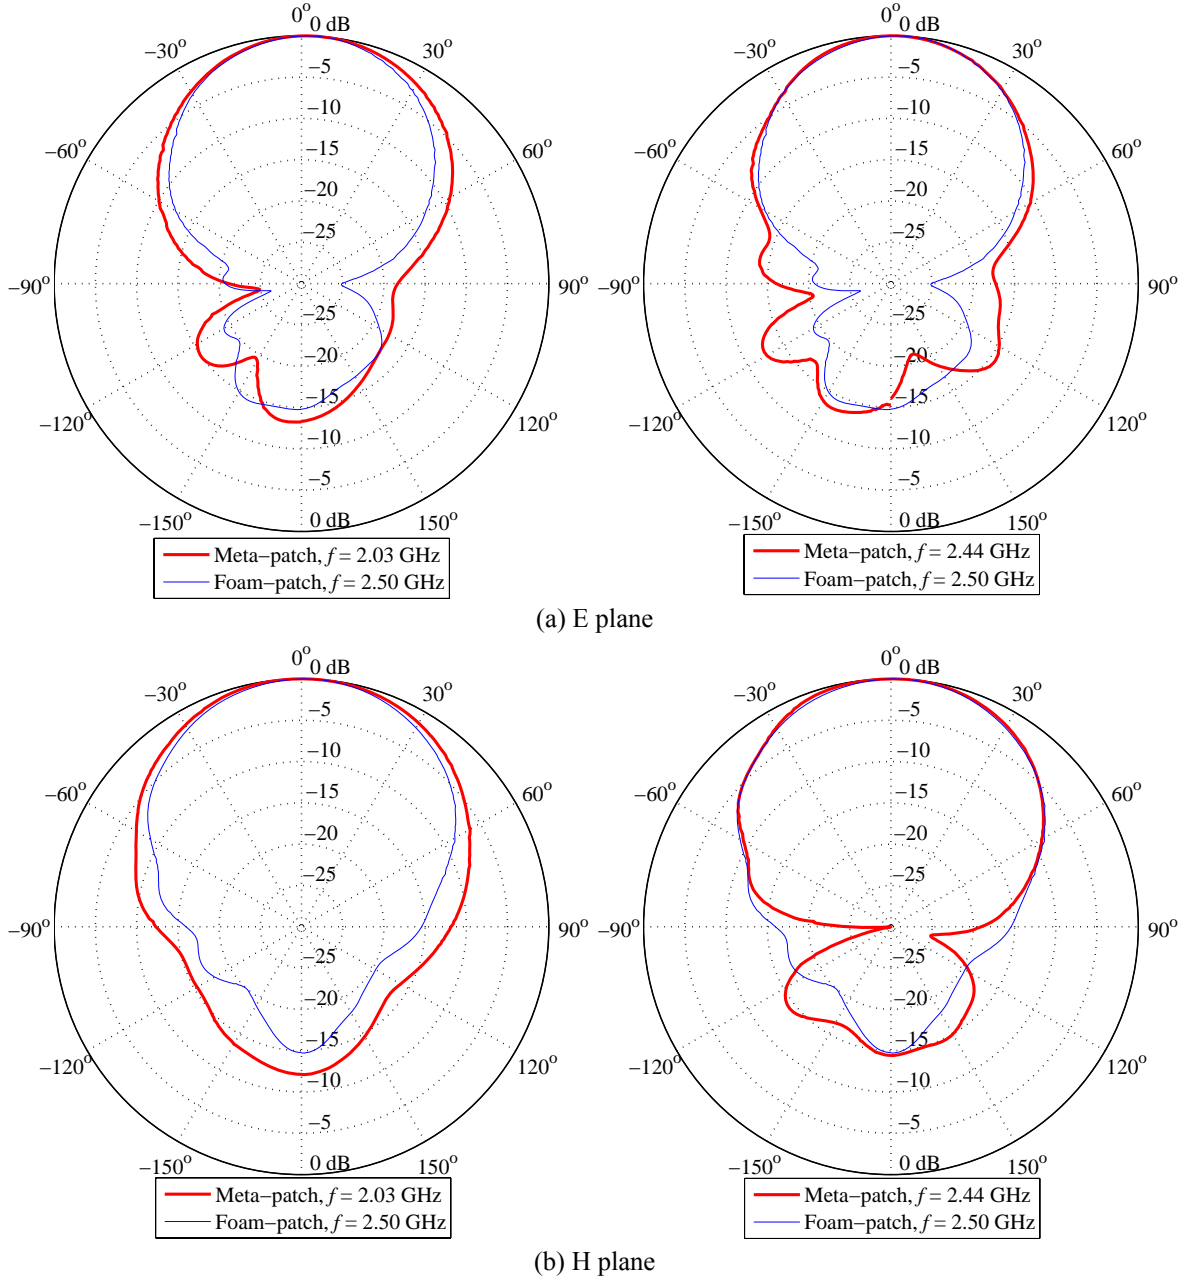 0° 0 dB
−30° 30°
−5
−10
−60° 60°
−15
−20
−25
−90° 90°
−25
−20
−120° −15 120°
−10
−5
−150° 0 dB 150°
Meta−patch, f = 2.03 GHz
Foam−patch, f = 2.50 GHz
0° 0 dB
−30° 30°
−5
−10
−60° 60°
−15
−20
−25
−90° 90°
−25
−20
−120° −15 120°
−10
−5
−150° 0 dB 150°
Meta−patch, f = 2.44 GHz
Foam−patch, f = 2.50 GHz
(a) E plane
0° 0 dB
−30° 30°
−5
−10
−60° 60°
−15
−20
−25
−90° 90°
−25
−20
−15
−120° 120°
−10
−5
−150° 0 dB 150°
Meta−patch, f = 2.03 GHz
Foam−patch, f = 2.50 GHz
0° 0 dB
−30° 30°
−5
−10
−60° 60°
−15
−20
−25
−90° 90°
−25
−20
−15
−120° 120°
−10
−5
−150° 0 dB 150°
Meta−patch, f = 2.44 GHz
Foam−patch, f = 2.50 GHz
(b) H plane